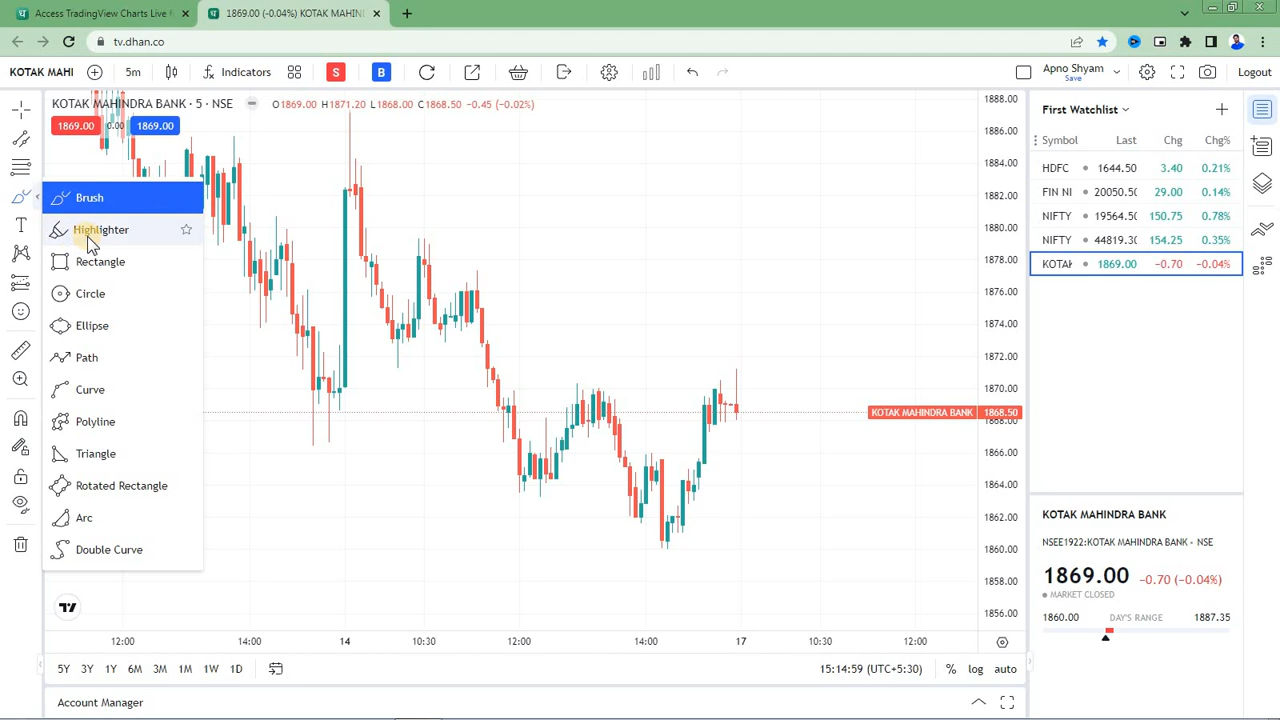 Access TradingView Charts Live
1869.00 (-0.04%) KOTAK MAHIN
tv.dhan.co
KOTAK MAHI
5m
Indicators
S
B
Apno Shyam
Save
Logout
KOTAK MAHINDRA BANK · 5 · NSE
O1869.00 H1871.20 L1868.00 C1868.50 -0.45 (-0.02%)
1869.00
0.00
1869.00
Brush
Highlighter
Rectangle
Circle
Ellipse
Path
Curve
Polyline
Triangle
Rotated Rectangle
Arc
Double Curve
1888.00
1886.00
1884.00
1882.00
1880.00
1878.00
1876.00
1874.00
1872.00
1870.00
KOTAK MAHINDRA BANK 1868.50
1868.00
1866.00
1864.00
1862.00
1860.00
1858.00
1856.00
12:00 14:00 14 10:30 12:00 14:00 17 10:30 12:00
5Y 3Y 1Y 6M 3M 1M 1W 1D
15:14:59 (UTC+5:30) % log auto
Account Manager
First Watchlist
Symbol Last Chg Chg%
HDFC 1644.50 3.40 0.21%
FIN NI 20050.50 29.00 0.14%
NIFTY 19564.50 150.75 0.78%
NIFTY 44819.30 154.25 0.35%
KOTAK 1869.00 −0.70 −0.04%
KOTAK MAHINDRA BANK
NSEE1922:KOTAK MAHINDRA BANK • NSE
1869.00 −0.70 (−0.04%)
MARKET CLOSED
1860.00 DAY'S RANGE 1887.35